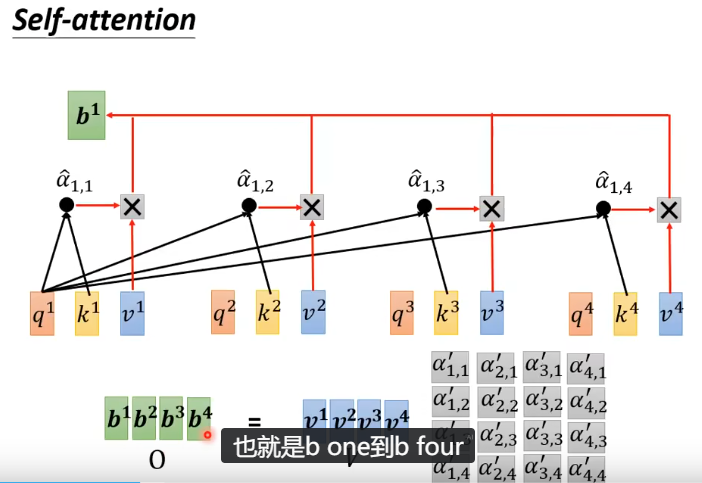 Self-attention
b¹
α̂₁,₁ α̂₁,₂ α̂₁,₃ α̂₁,₄
× × × ×
q¹ k¹ v¹ q² k² v² q³ k³ v³ q⁴ k⁴ v⁴
α′₁,₁ α′₂,₁ α′₃,₁ α′₄,₁
b¹ b² b³ b⁴ = v¹ v² v³ v⁴ α′₁,₂ α′₂,₂ α′₃,₂ α′₄,₂
α′₂,₃ α′₃,₃ α′₄,₃
也就是b one到b four
O α′₁,₄ α′₂,₄ α′₃,₄ α′₄,₄